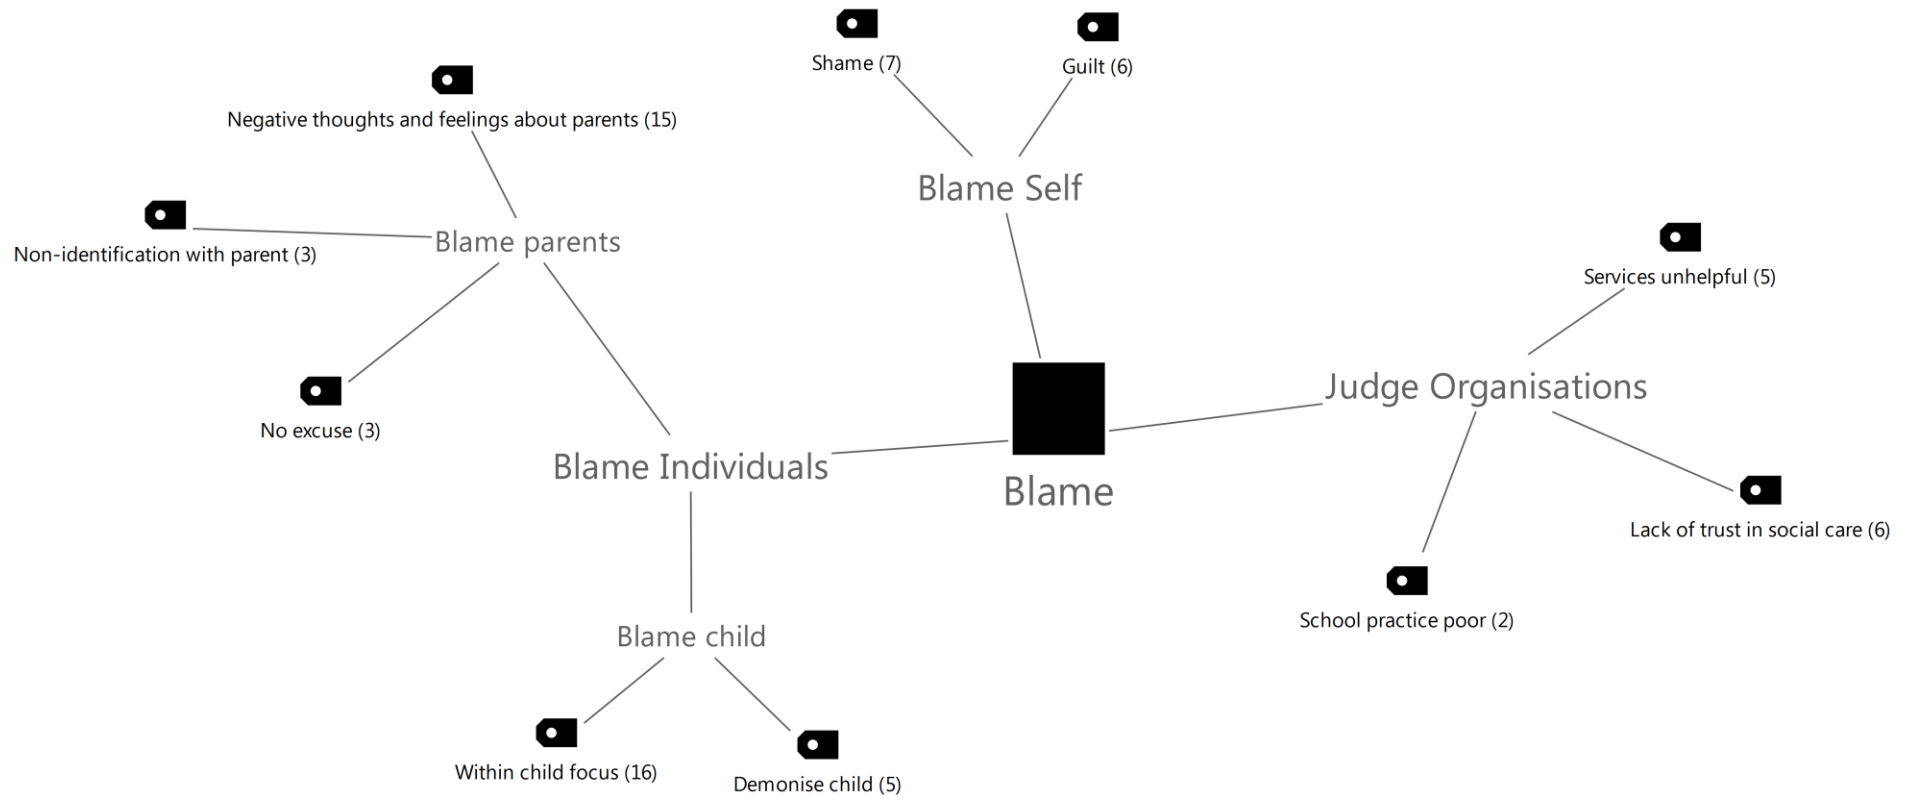 Shame (7)
Guilt (6)
Negative thoughts and feelings about parents (15)
Blame Self
Non-identification with parent (3)
Blame parents
Services unhelpful (5)
Judge Organisations
No excuse (3)
Blame Individuals
Blame
Lack of trust in social care (6)
School practice poor (2)
Blame child
Within child focus (16)
Demonise child (5)